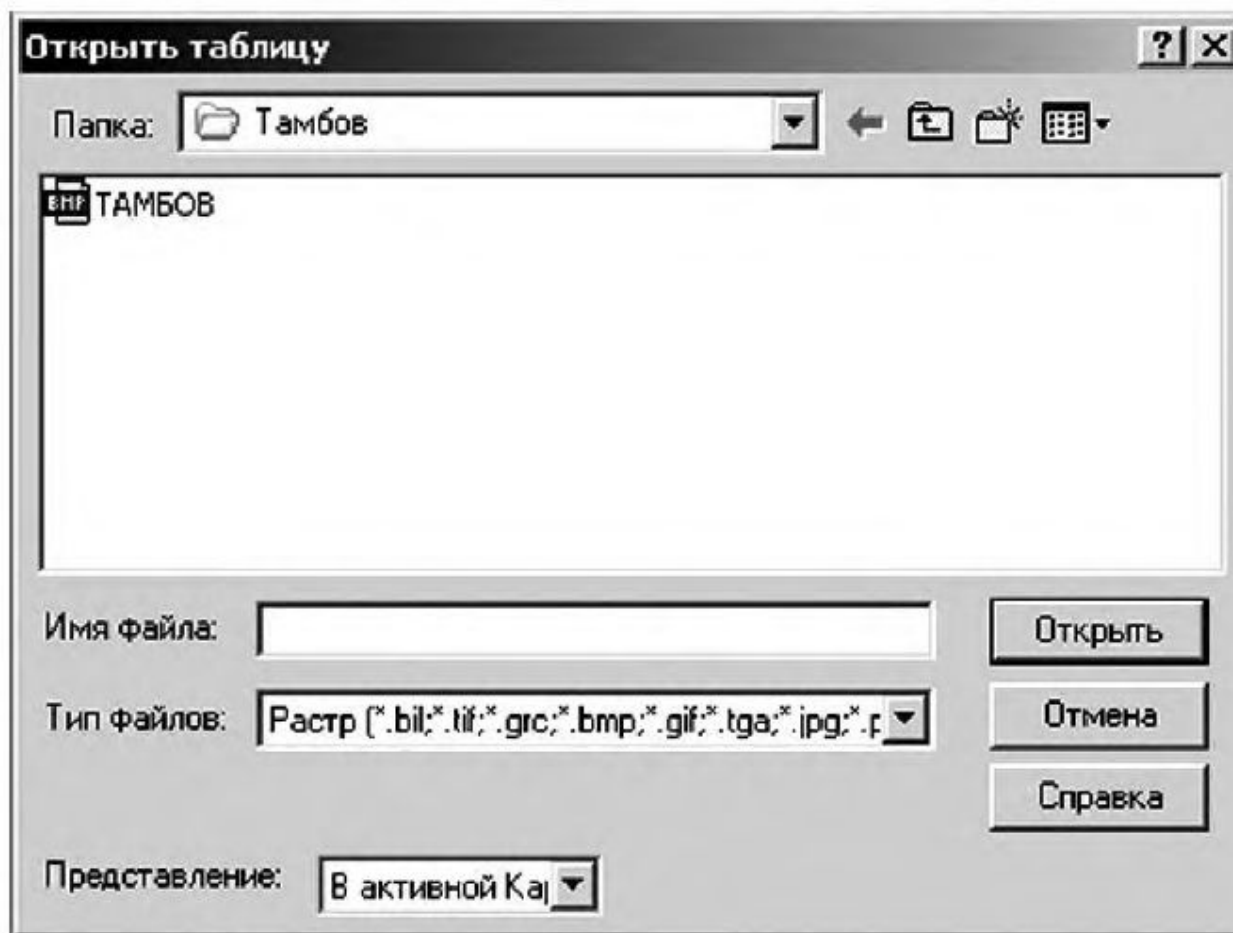 Открыть таблицу
Папка: Тамбов
BMP ТАМБОВ
Имя файла:
Открыть
Тип файлов: Растр (*.bil;*.tif;*.grc;*.bmp;*.gif;*.tga;*.jpg;*.p
Отмена
Справка
Представление: В активной Кар